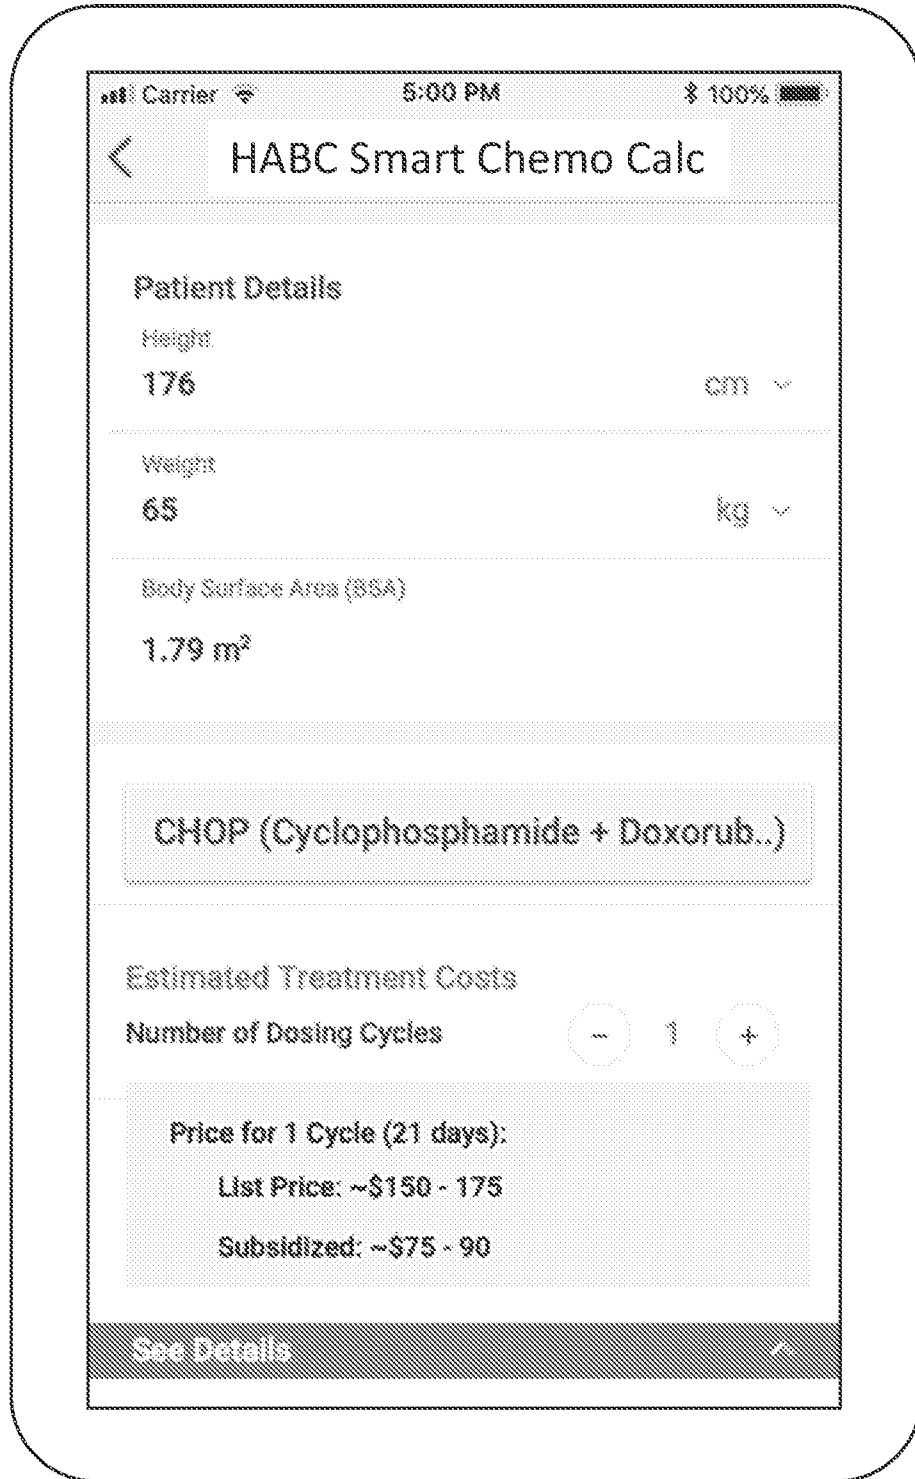 Carrier 5:00 PM 100%
HABC Smart Chemo Calc
Patient Details
Height
176 cm
Weight
65 kg
Body Surface Area (BSA)
1.79 m²
CHOP (Cyclophosphamide + Doxorub..)
Estimated Treatment Costs
Number of Dosing Cycles - 1 +
Price for 1 Cycle (21 days):
List Price: ~$150 - 175
Subsidized: ~$75 - 90
See Details